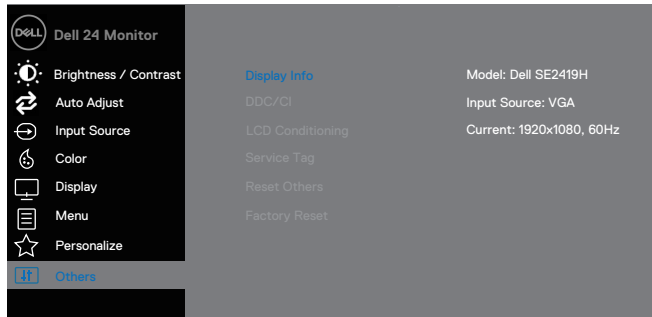 DELL Dell 24 Monitor
Brightness / Contrast
Auto Adjust
Input Source
Color
Display
Menu
Personalize
Others
Display Info
DDC/CI
LCD Conditioning
Service Tag
Reset Others
Factory Reset
Model: Dell SE2419H
Input Source: VGA
Current: 1920x1080, 60Hz